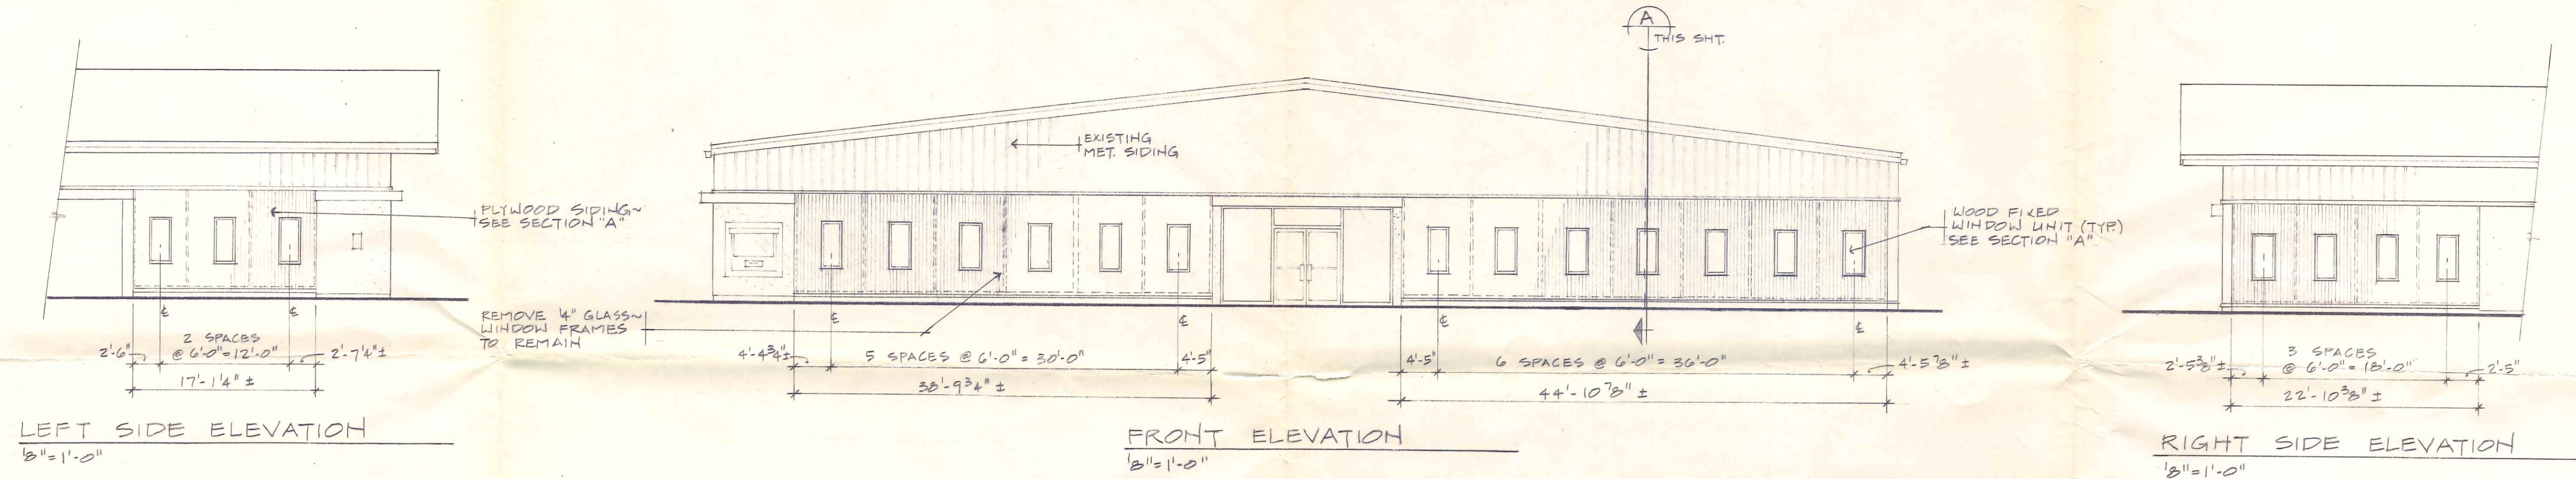 A
THIS SHT.
EXISTING
MET. SIDING
PLYWOOD SIDING~
SEE SECTION "A"
WOOD FIXED
WINDOW UNIT (TYP.)
SEE SECTION "A"
REMOVE 1/4" GLASS~
WINDOW FRAMES
TO REMAIN
℄
℄
2'-6"
2 SPACES
@ 6'-0"=12'-0"
2'-7 1/4"±
17'-1 1/4" ±
LEFT SIDE ELEVATION
1/8"=1'-0"
℄
℄
℄
℄
4'-4 3/4"±
5 SPACES @ 6'-0" = 30'-0"
4'-5"
38'-9 3/4" ±
4'-5"
6 SPACES @ 6'-0" = 36'-0"
4'-5 7/8" ±
44'-10 7/8" ±
FRONT ELEVATION
1/8"=1'-0"
2'-5 3/8"±
3 SPACES
@ 6'-0"=18'-0"
2'-5"
22'-10 3/8" ±
RIGHT SIDE ELEVATION
1/8"=1'-0"